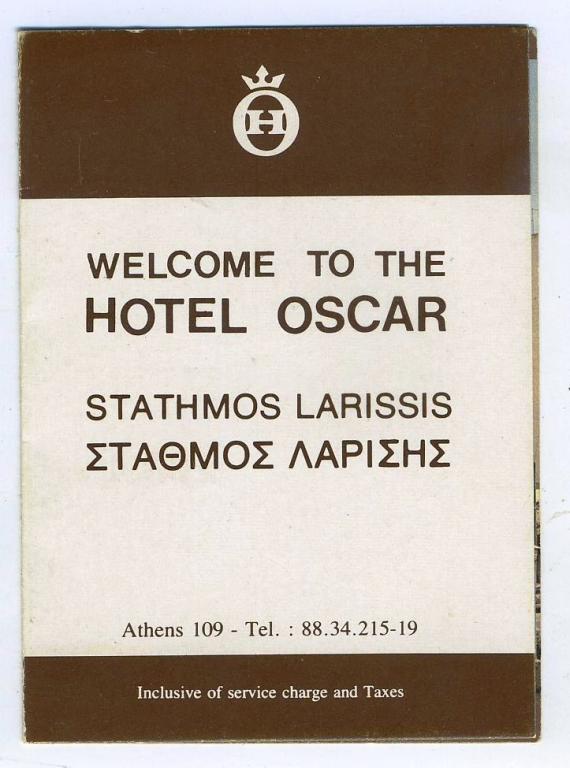 OH
WELCOME TO THE
HOTEL OSCAR
STATHMOS LARISSIS
ΣΤΑΘΜΟΣ ΛΑΡΙΣΗΣ
Athens 109 - Tel. : 88.34.215-19
Inclusive of service charge and Taxes